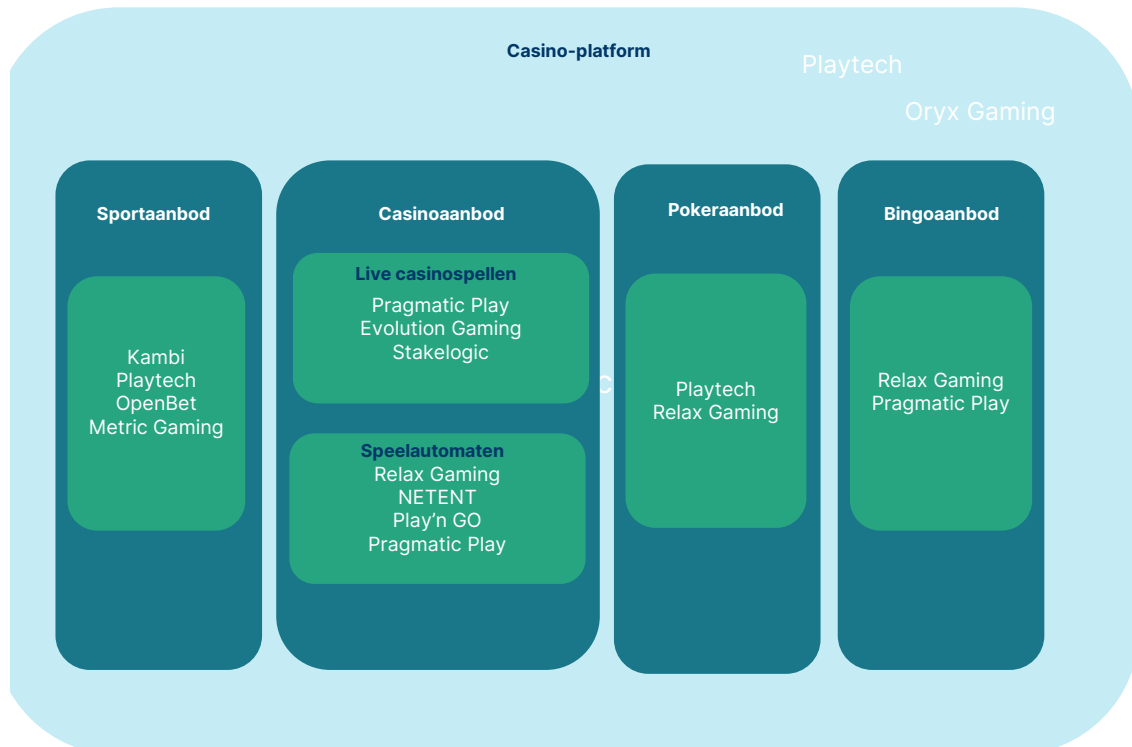 Casino-platform
Playtech
Oryx Gaming
Sportaanbod
Kambi
Playtech
OpenBet
Metric Gaming
Casinoaanbod
Live casinospellen
Pragmatic Play
Evolution Gaming
Stakelogic
Speelautomaten
Relax Gaming
NETENT
Play’n GO
Pragmatic Play
Pokeraanbod
Playtech
Relax Gaming
Bingoaanbod
Relax Gaming
Pragmatic Play